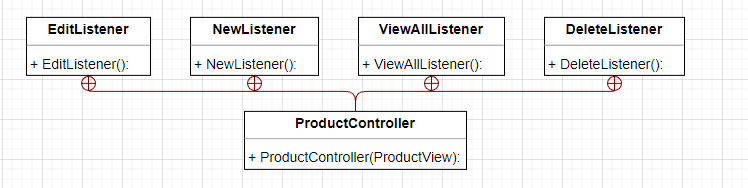 EditListener
+ EditListener():
NewListener
+ NewListener():
ViewAllListener
+ ViewAllListener():
DeleteListener
+ DeleteListener():
ProductController
+ ProductController(ProductView):